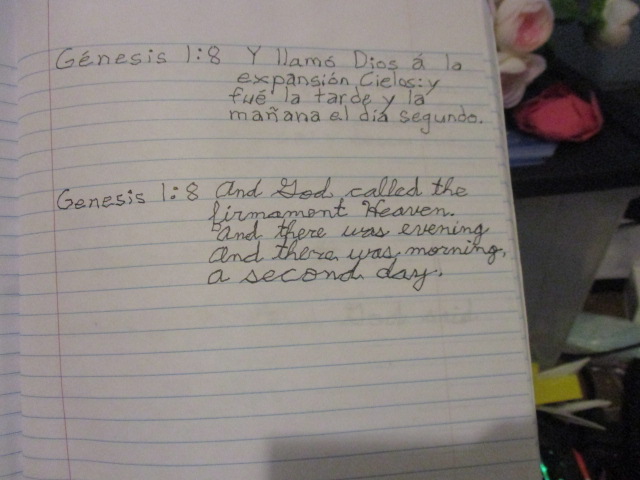 Génesis 1:8 Y llamó Dios á la
expansión Cielos: y
fué la tarde y la
mañana el día segundo.
Genesis 1:8 And God called the
firmament Heaven.
And there was evening
and there was morning,
a second day.